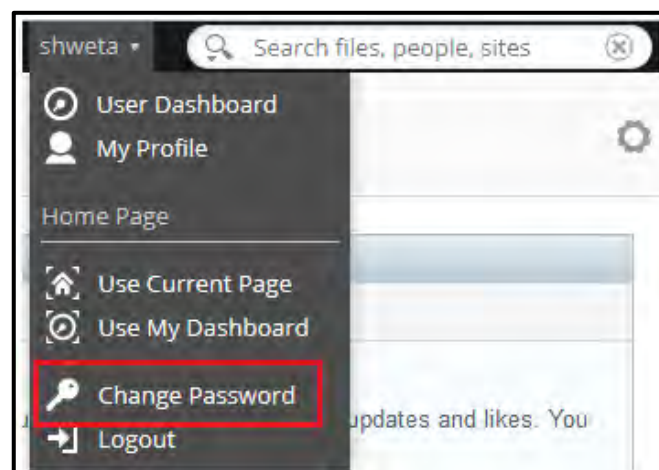 shweta
Search files, people, sites
User Dashboard
My Profile
Home Page
Use Current Page
Use My Dashboard
Change Password
updates and likes. You
Logout